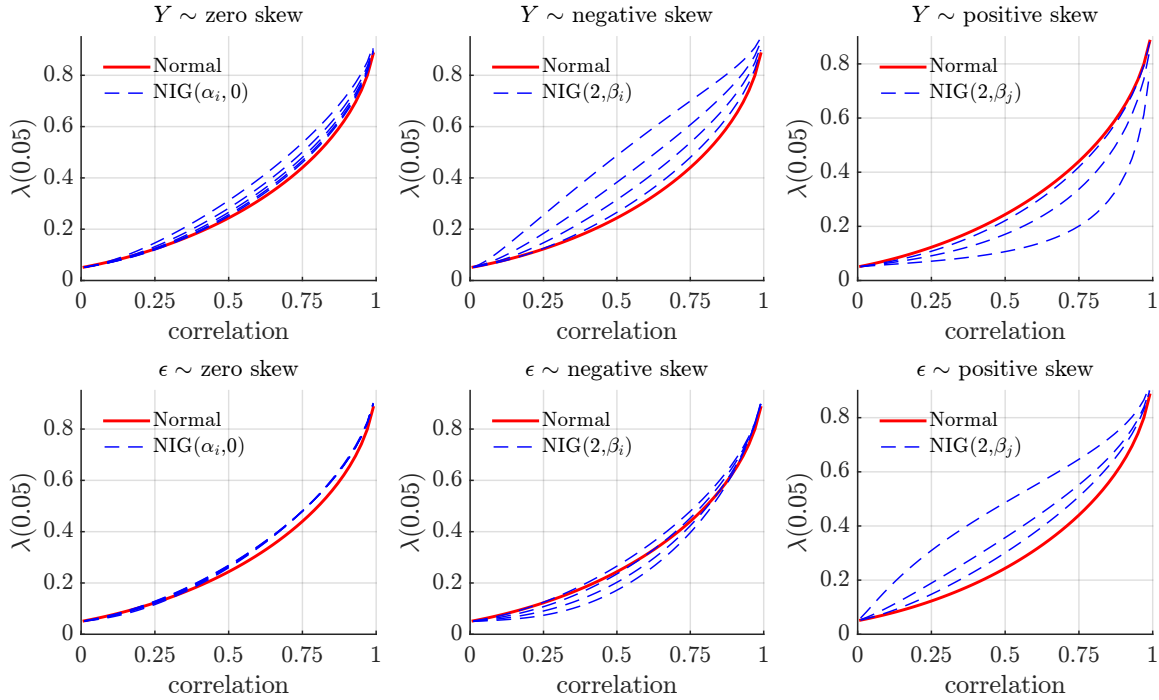 Y ∼ zero skew
λ(0.05)
0.8
0.6
0.4
0.2
0
Normal
NIG(αᵢ, 0)
0 0.25 0.5 0.75 1
correlation
Y ∼ negative skew
λ(0.05)
0.8
0.6
0.4
0.2
0
Normal
NIG(2,βᵢ)
0 0.25 0.5 0.75 1
correlation
Y ∼ positive skew
λ(0.05)
0.8
0.6
0.4
0.2
0
Normal
NIG(2,βⱼ)
0 0.25 0.5 0.75 1
correlation
ϵ ∼ zero skew
λ(0.05)
0.8
0.6
0.4
0.2
0
Normal
NIG(αᵢ,0)
0 0.25 0.5 0.75 1
correlation
ϵ ∼ negative skew
λ(0.05)
0.8
0.6
0.4
0.2
0
Normal
NIG(2,βᵢ)
0 0.25 0.5 0.75 1
correlation
ϵ ∼ positive skew
λ(0.05)
0.8
0.6
0.4
0.2
0
Normal
NIG(2,βⱼ)
0 0.25 0.5 0.75 1
correlation